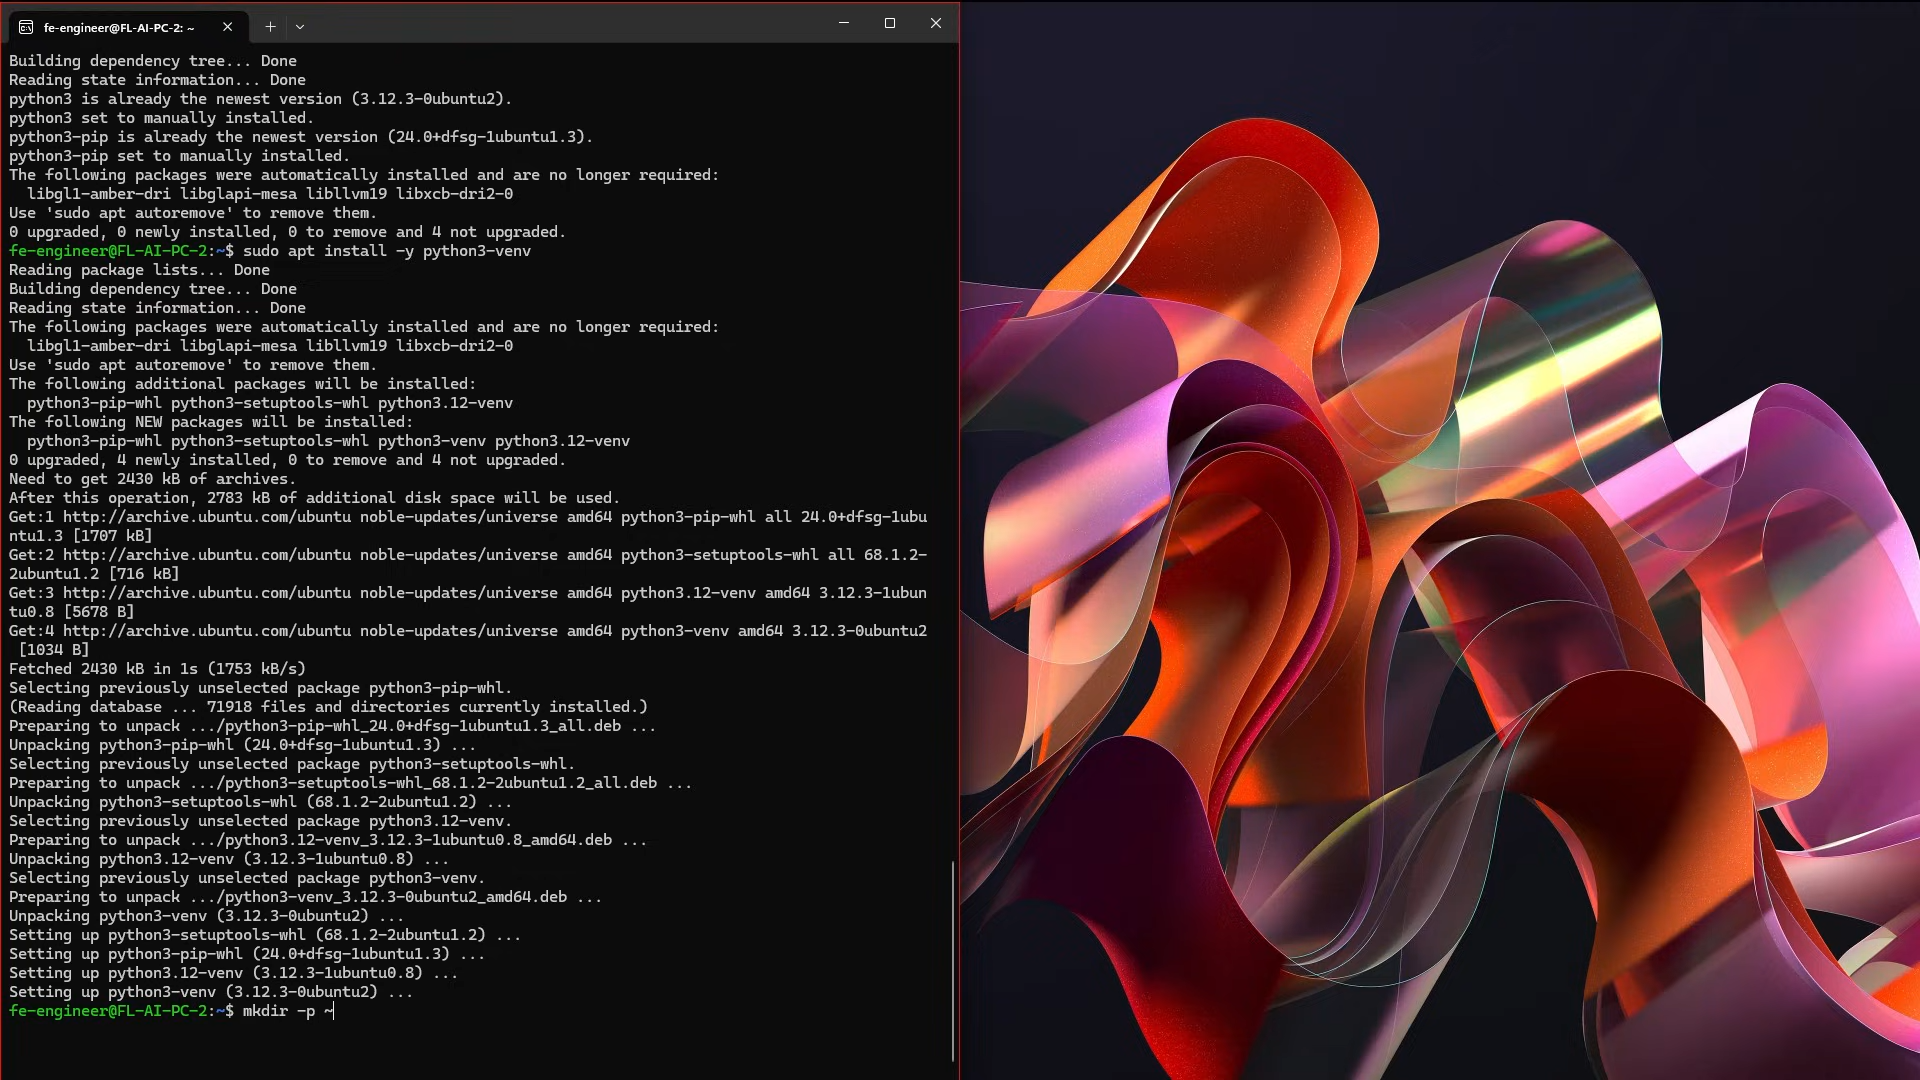 fe-engineer@FL-AI-PC-2: ~
Building dependency tree... Done
Reading state information... Done
python3 is already the newest version (3.12.3-0ubuntu2).
python3 set to manually installed.
python3-pip is already the newest version (24.0+dfsg-1ubuntu1.3).
python3-pip set to manually installed.
The following packages were automatically installed and are no longer required:
  libgl1-amber-dri libglapi-mesa libllvm19 libxcb-dri2-0
Use 'sudo apt autoremove' to remove them.
0 upgraded, 0 newly installed, 0 to remove and 4 not upgraded.
fe-engineer@FL-AI-PC-2:~$ sudo apt install -y python3-venv
Reading package lists... Done
Building dependency tree... Done
Reading state information... Done
The following packages were automatically installed and are no longer required:
  libgl1-amber-dri libglapi-mesa libllvm19 libxcb-dri2-0
Use 'sudo apt autoremove' to remove them.
The following additional packages will be installed:
  python3-pip-whl python3-setuptools-whl python3.12-venv
The following NEW packages will be installed:
  python3-pip-whl python3-setuptools-whl python3-venv python3.12-venv
0 upgraded, 4 newly installed, 0 to remove and 4 not upgraded.
Need to get 2430 kB of archives.
After this operation, 2783 kB of additional disk space will be used.
Get:1 http://archive.ubuntu.com/ubuntu noble-updates/universe amd64 python3-pip-whl all 24.0+dfsg-1ubu
ntu1.3 [1707 kB]
Get:2 http://archive.ubuntu.com/ubuntu noble-updates/universe amd64 python3-setuptools-whl all 68.1.2-
2ubuntu1.2 [716 kB]
Get:3 http://archive.ubuntu.com/ubuntu noble-updates/universe amd64 python3.12-venv amd64 3.12.3-1ubun
tu0.8 [5678 B]
Get:4 http://archive.ubuntu.com/ubuntu noble-updates/universe amd64 python3-venv amd64 3.12.3-0ubuntu2
 [1034 B]
Fetched 2430 kB in 1s (1753 kB/s)
Selecting previously unselected package python3-pip-whl.
(Reading database ... 71918 files and directories currently installed.)
Preparing to unpack .../python3-pip-whl_24.0+dfsg-1ubuntu1.3_all.deb ...
Unpacking python3-pip-whl (24.0+dfsg-1ubuntu1.3) ...
Selecting previously unselected package python3-setuptools-whl.
Preparing to unpack .../python3-setuptools-whl_68.1.2-2ubuntu1.2_all.deb ...
Unpacking python3-setuptools-whl (68.1.2-2ubuntu1.2) ...
Selecting previously unselected package python3.12-venv.
Preparing to unpack .../python3.12-venv_3.12.3-1ubuntu0.8_amd64.deb ...
Unpacking python3.12-venv (3.12.3-1ubuntu0.8) ...
Selecting previously unselected package python3-venv.
Preparing to unpack .../python3-venv_3.12.3-0ubuntu2_amd64.deb ...
Unpacking python3-venv (3.12.3-0ubuntu2) ...
Setting up python3-setuptools-whl (68.1.2-2ubuntu1.2) ...
Setting up python3-pip-whl (24.0+dfsg-1ubuntu1.3) ...
Setting up python3.12-venv (3.12.3-1ubuntu0.8) ...
Setting up python3-venv (3.12.3-0ubuntu2) ...
fe-engineer@FL-AI-PC-2:~$ mkdir -p ~